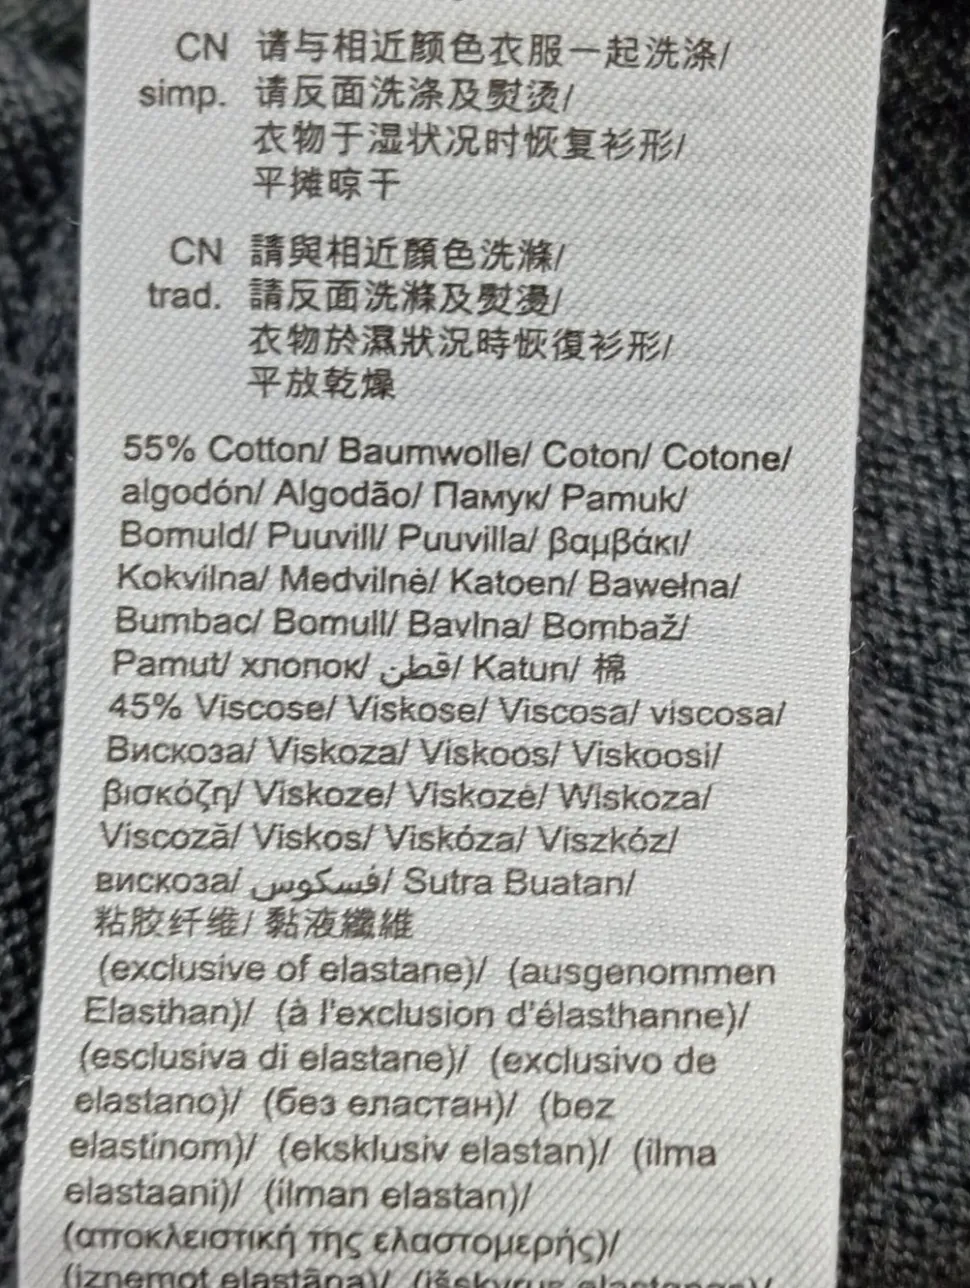 CN 请与相近颜色衣服一起洗涤/
simp. 请反面洗涤及熨烫/
衣物于湿状况时恢复衫形/
平摊晾干
CN 請與相近顏色洗滌/
trad. 請反面洗滌及熨燙/
衣物於濕狀況時恢復衫形/
平放乾燥
55% Cotton/ Baumwolle/ Coton/ Cotone/
algodón/ Algodão/ Памук/ Pamuk/
Bomuld/ Puuvill/ Puuvilla/ βαμβάκι/
Kokvilna/ Medvilnė/ Katoen/ Bawełna/
Bumbac/ Bomull/ Bavlna/ Bombaž/
Pamut/ хлопок/ قطن/ Katun/ 棉
45% Viscose/ Viskose/ Viscosa/ viscosa/
Вискоза/ Viskoza/ Viskoos/ Viskoosi/
βισκόζη/ Viskoze/ Viskozė/ Wiskoza/
Viscoză/ Viskos/ Viskóza/ Viszkóz/
вискоза/ فسكوس/ Sutra Buatan/
粘胶纤维/ 黏液纖維
(exclusive of elastane)/ (ausgenommen
Elasthan)/ (à l'exclusion d'élasthanne)/
(esclusiva di elastane)/ (exclusivo de
elastano)/ (без еластан)/ (bez
elastinom)/ (eksklusiv elastan)/ (ilma
elastaani)/ (ilman elastan)/
(αποκλειστική της ελαστομερής)/
(izņemot elastāna)/ (išskyrus elastanas)/